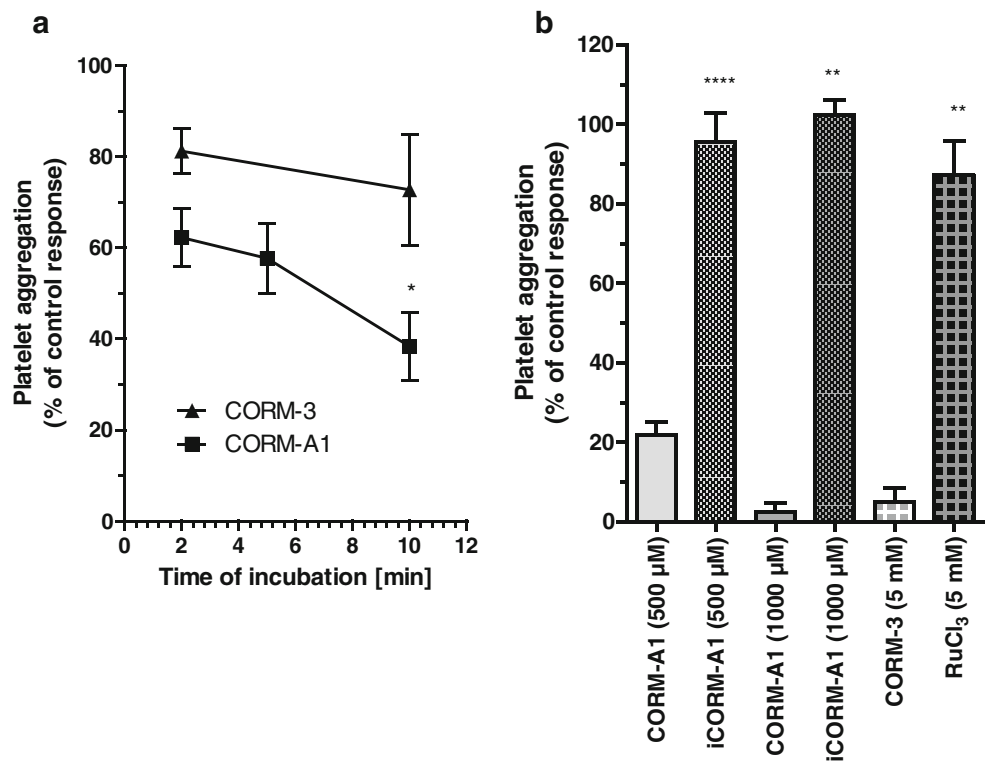 a
Platelet aggregation
(% of control response)
100
80
60
40
20
0
*
CORM-3
CORM-A1
0 2 4 6 8 10 12
Time of incubation [min]
b
Platelet aggregation
(% of control response)
120
100
80
60
40
20
0
****
**
**
CORM-A1 (500 µM)
iCORM-A1 (500 µM)
CORM-A1 (1000 µM)
iCORM-A1 (1000 µM)
CORM-3 (5 mM)
RuCl₃ (5 mM)